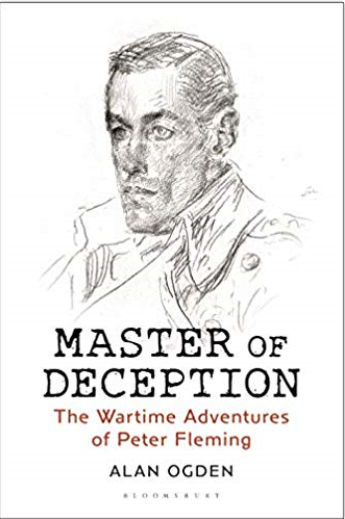 MASTER OF
DECEPTION
The Wartime Adventures
of Peter Fleming
ALAN OGDEN
BLOOMSBURY